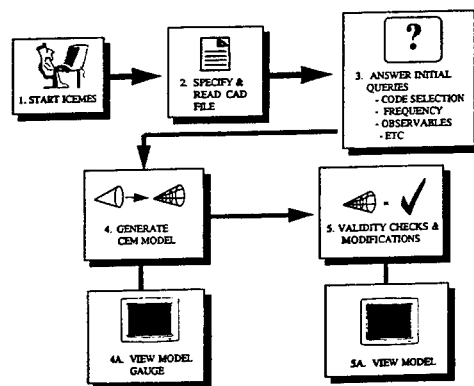 ?
1. START ICEMES
2. SPECIFY &
READ CAD
FILE
3. ANSWER INITIAL
QUERIES
- CODE SELECTION
- FREQUENCY
- OBSERVABLES
- ETC
4. GENERATE
CEM MODEL
5. VALIDITY CHECKS &
MODIFICATIONS
4A. VIEW MODEL
GAUGE
5A. VIEW MODEL